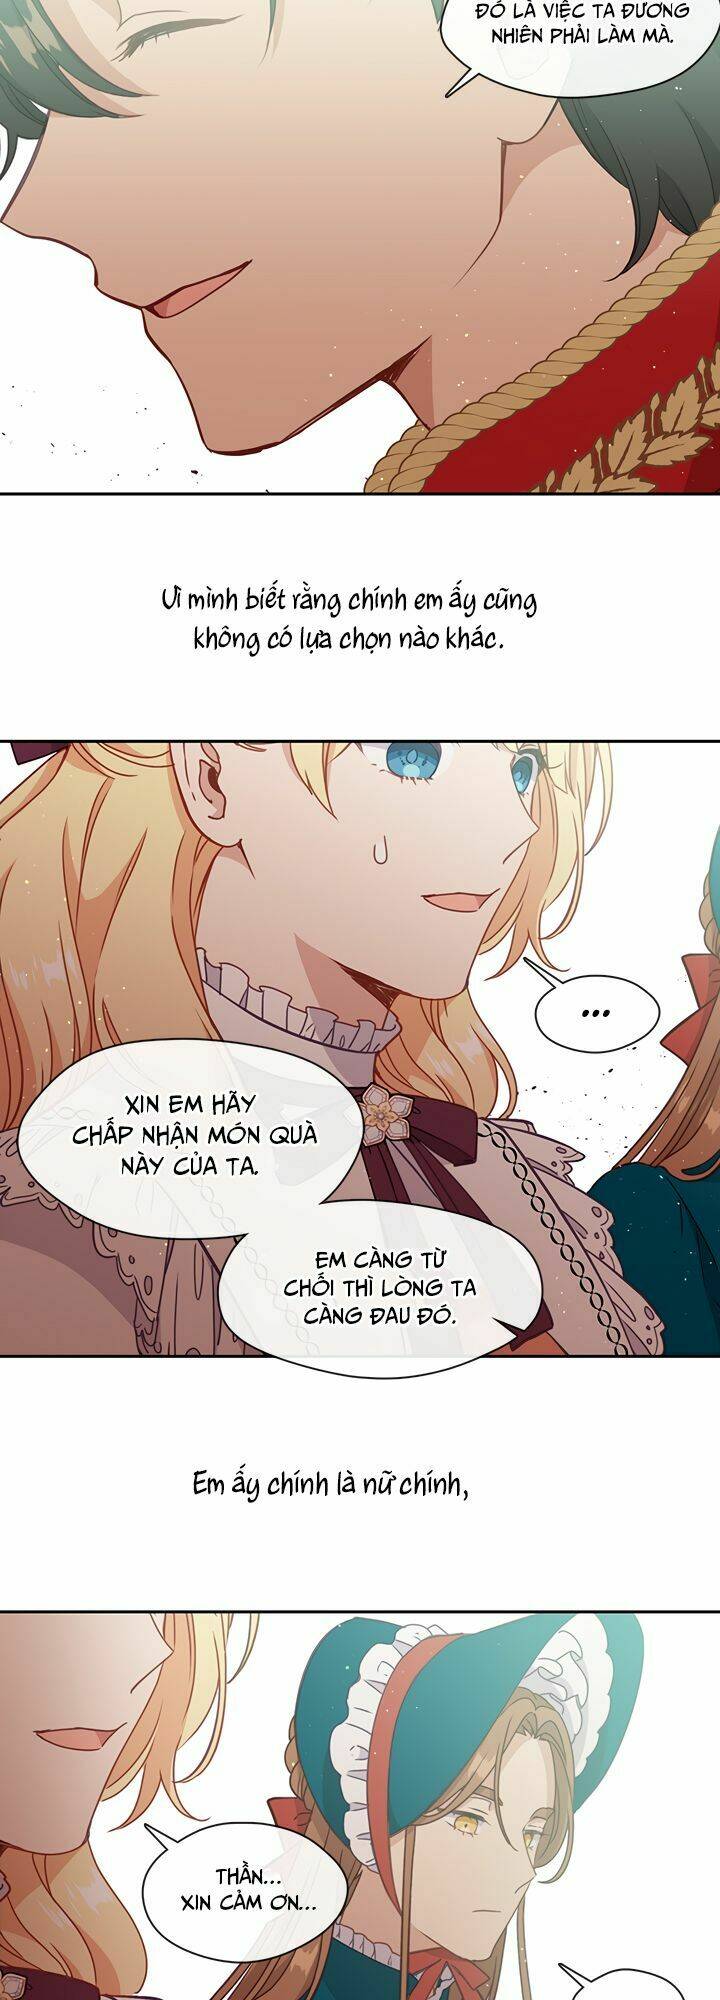 ĐÓ LÀ VIỆC TA ĐƯƠNG
NHIÊN PHẢI LÀM MÀ.
Vì mình biết rằng chính em ấy cũng
không có lựa chọn nào khác.
...
XIN EM HÃY
CHẤP NHẬN MÓN QUÀ
NÀY CỦA TA.
EM CÀNG TỪ
CHỐI THÌ LÒNG TA
CÀNG ĐAU ĐÓ.
Em ấy chính là nữ chính,
THẦN...
XIN CẢM ƠN...